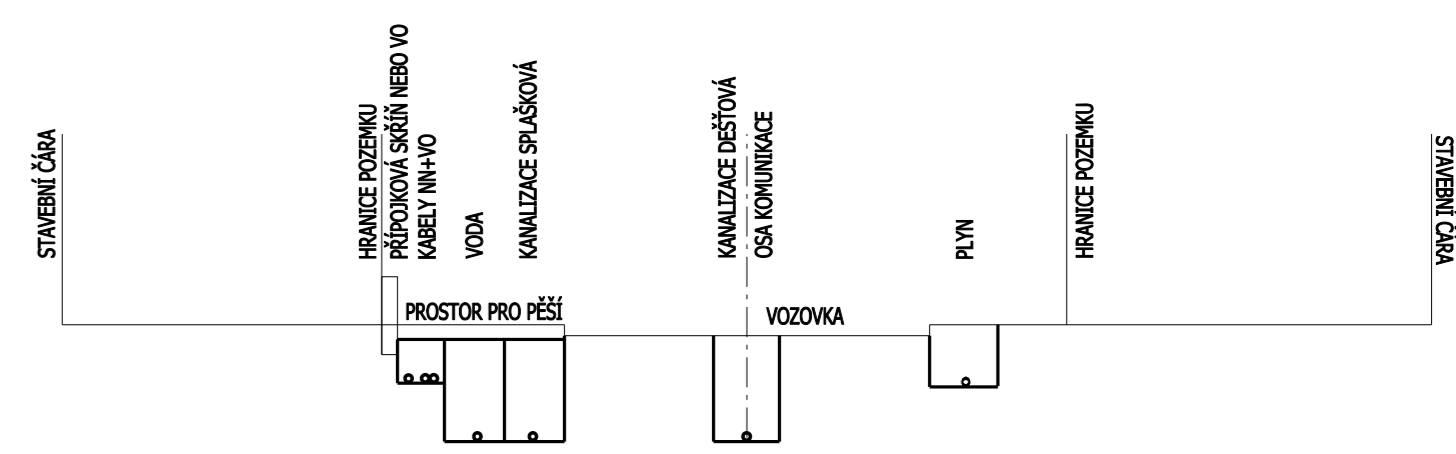 STAVEBNÍ ČÁRA
HRANICE POZEMKU
PŘÍPOJKOVÁ SKŘÍŇ NEBO VO
KABELY NN+VO
VODA
KANALIZACE SPLAŠKOVÁ
KANALIZACE DEŠŤOVÁ
OSA KOMUNIKACE
PLYN
HRANICE POZEMKU
STAVEBNÍ ČÁRA
PROSTOR PRO PĚŠÍ
VOZOVKA